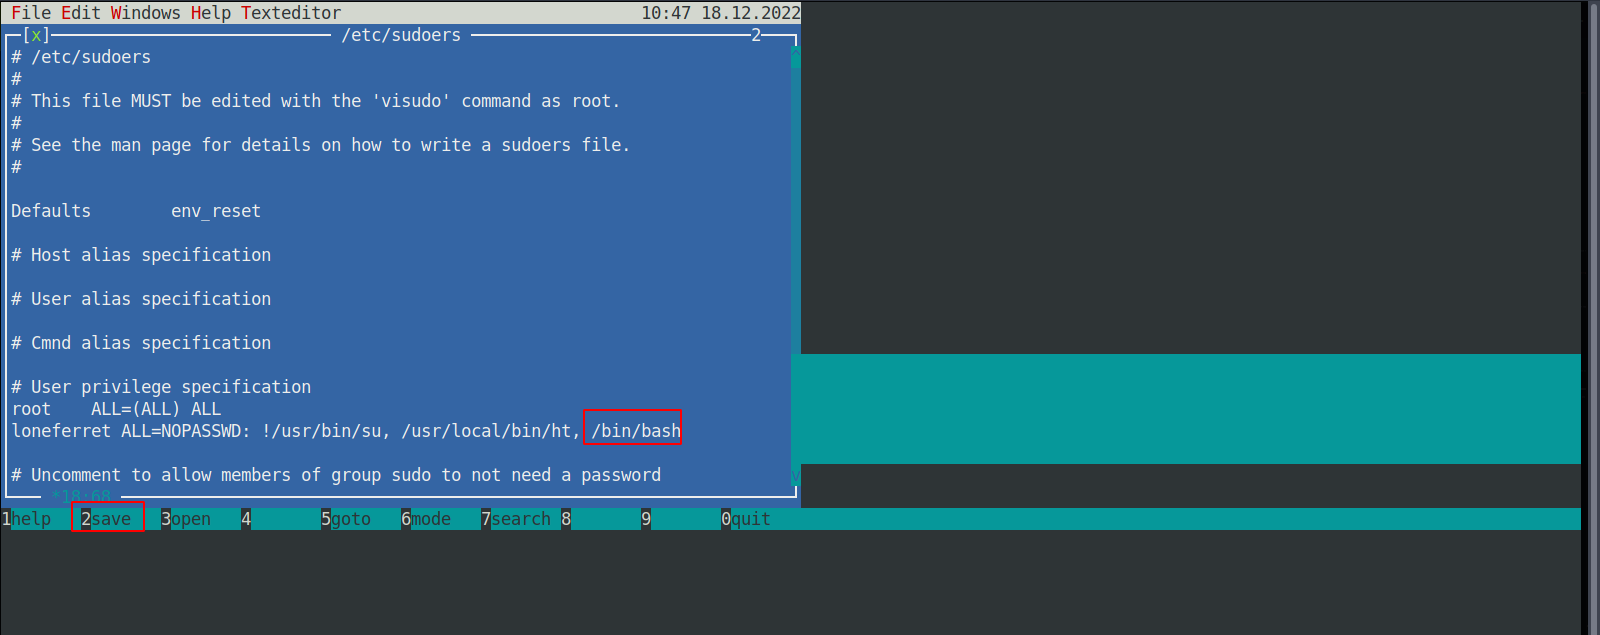 File Edit Windows Help Texteditor 10:47 18.12.2022
[x] /etc/sudoers 2
# /etc/sudoers
#
# This file MUST be edited with the 'visudo' command as root.
#
# See the man page for details on how to write a sudoers file.
#
Defaults env_reset
# Host alias specification
# User alias specification
# Cmnd alias specification
# User privilege specification
root ALL=(ALL) ALL
loneferret ALL=NOPASSWD: !/usr/bin/su, /usr/local/bin/ht, /bin/bash
# Uncomment to allow members of group sudo to not need a password
*18:68
1help 2save 3open 4 5goto 6mode 7search 8 9 0quit